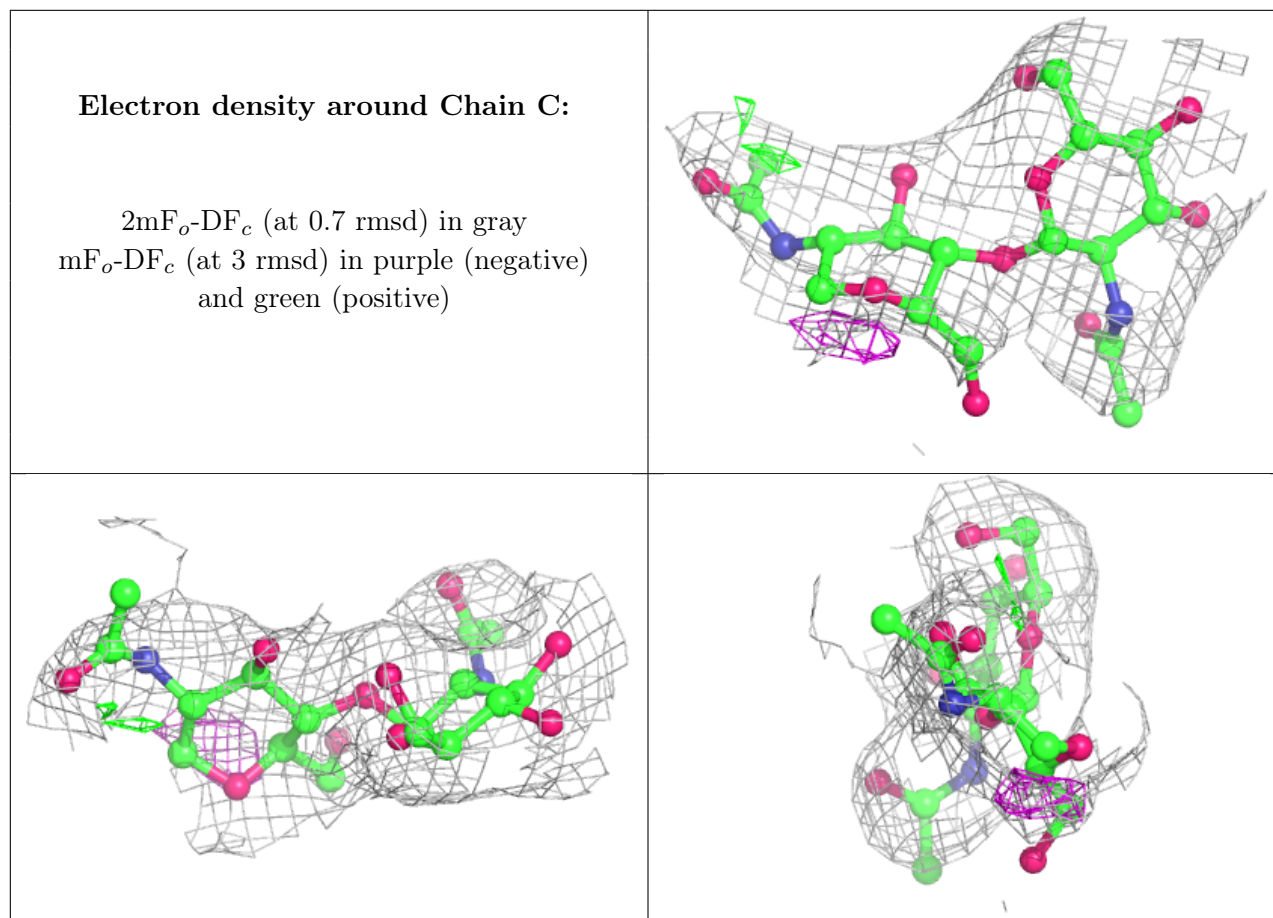 Electron density around Chain C:
2mFₒ-DF𝒸 (at 0.7 rmsd) in gray
mFₒ-DF𝒸 (at 3 rmsd) in purple (negative)
and green (positive)